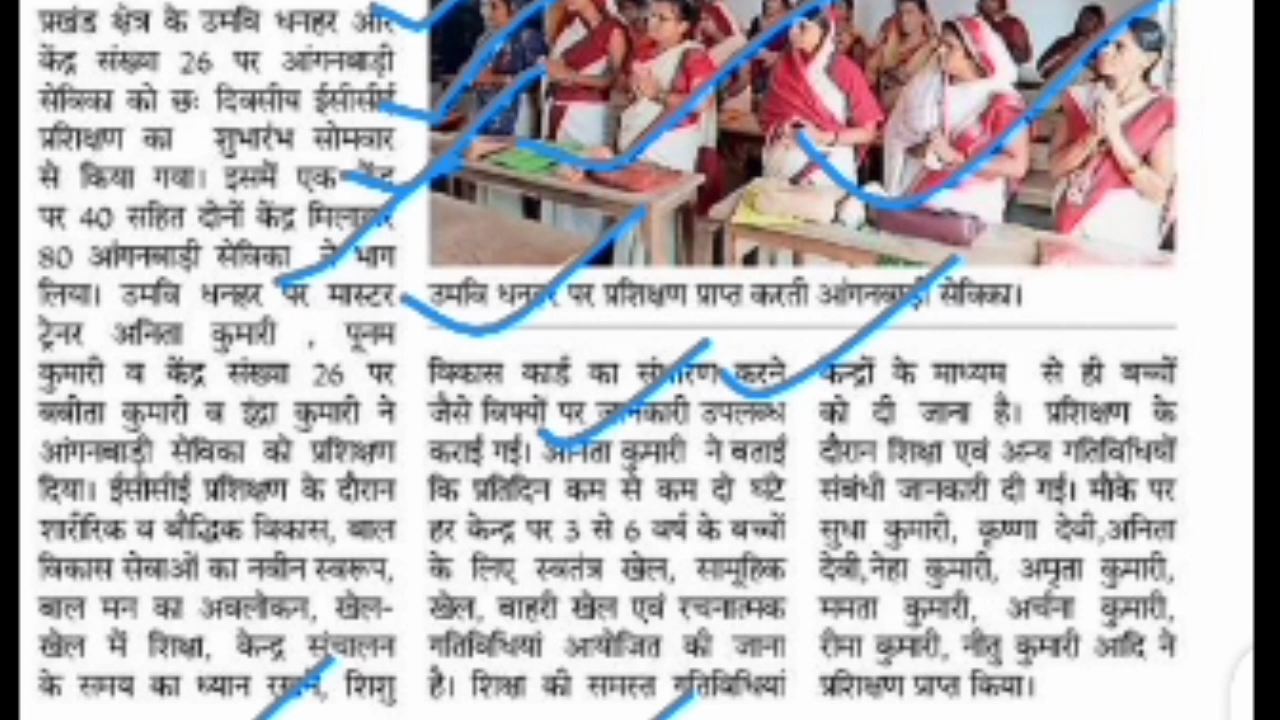 प्रखंड क्षेत्र के उमवि धनहर और
केंद्र संख्या 26 पर आंगनबाड़ी
सेविका को छः दिवसीय ईसीसीई
प्रशिक्षण का शुभारंभ सोमवार
से किया गया। इसमें एक केंद्र
पर 40 सहित दोनों केंद्र मिलाकर
80 आंगनबाड़ी सेविका ने भाग
लिया। उमवि धनहर पर मास्टर
ट्रेनर अनिता कुमारी , पूनम
कुमारी व केंद्र संख्या 26 पर
बबीता कुमारी व इंद्रा कुमारी ने
आंगनबाड़ी सेविका को प्रशिक्षण
दिया। ईसीसीई प्रशिक्षण के दौरान
शारीरिक व बौद्धिक विकास, बाल
विकास सेवाओं का नवीन स्वरूप,
बाल मन का अवलोकन, खेल-
खेल में शिक्षा, केन्द्र संचालन
के समय का ध्यान रखने, शिशु
उमवि धनहर पर प्रशिक्षण प्राप्त करती आंगनबाड़ी सेविका।
विकास कार्ड का संधारण करने
जैसे विषयों पर जानकारी उपलब्ध
कराई गई। अनिता कुमारी ने बताई
कि प्रतिदिन कम से कम दो घंटे
हर केन्द्र पर 3 से 6 वर्ष के बच्चों
के लिए स्वतंत्र खेल, सामूहिक
खेल, बाहरी खेल एवं रचनात्मक
गतिविधियां आयोजित की जाना
है। शिक्षा की समस्त गतिविधियां
केन्द्रों के माध्यम से ही बच्चों
को दी जाना है। प्रशिक्षण के
दौरान शिक्षा एवं अन्य गतिविधियों
संबंधी जानकारी दी गई। मौके पर
सुधा कुमारी, कृष्णा देवी,अनिता
देवी,नेहा कुमारी, अमृता कुमारी,
ममता कुमारी, अर्चना कुमारी,
रीमा कुमारी, नीतु कुमारी आदि ने
प्रशिक्षण प्राप्त किया।